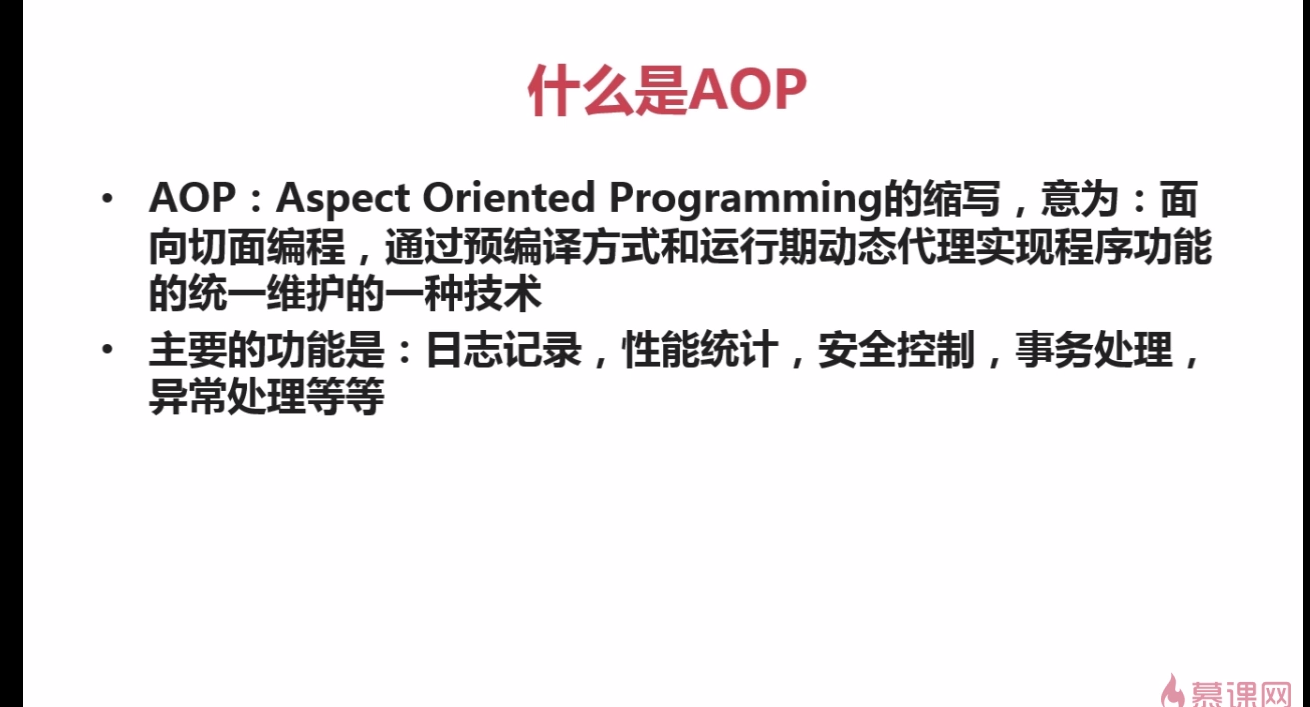 什么是AOP
• AOP：Aspect Oriented Programming的缩写，意为：面
向切面编程，通过预编译方式和运行期动态代理实现程序功能
的统一维护的一种技术
• 主要的功能是：日志记录，性能统计，安全控制，事务处理，
异常处理等等
慕课网